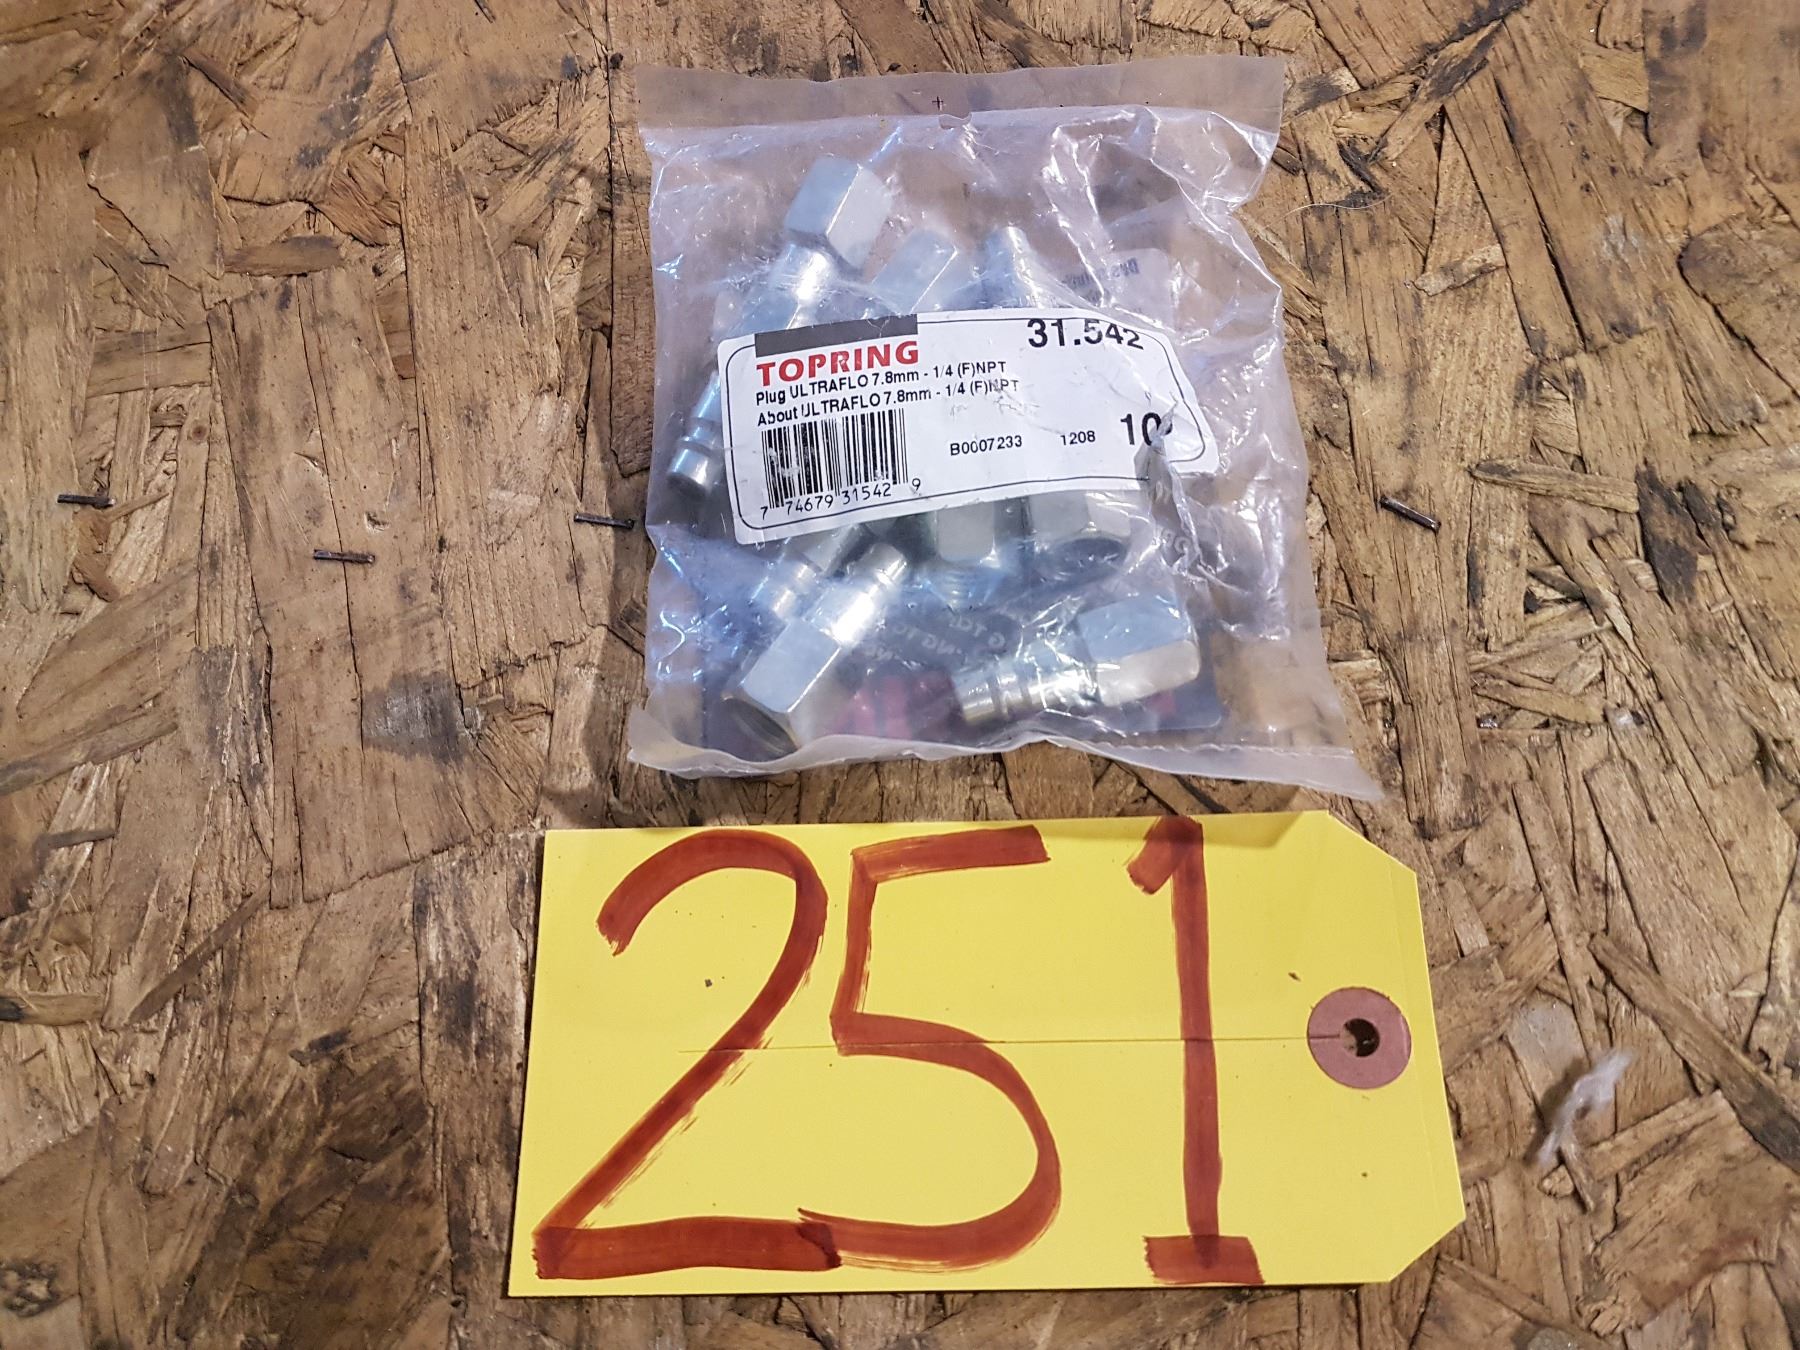 31.542
TOPRING
Plug ULTRAFLO 7.8mm - 1/4 (F)NPT
About ULTRAFLO 7.8mm - 1/4 (F)NPT
B0007233 1208 10
7 74679 31542 9
251